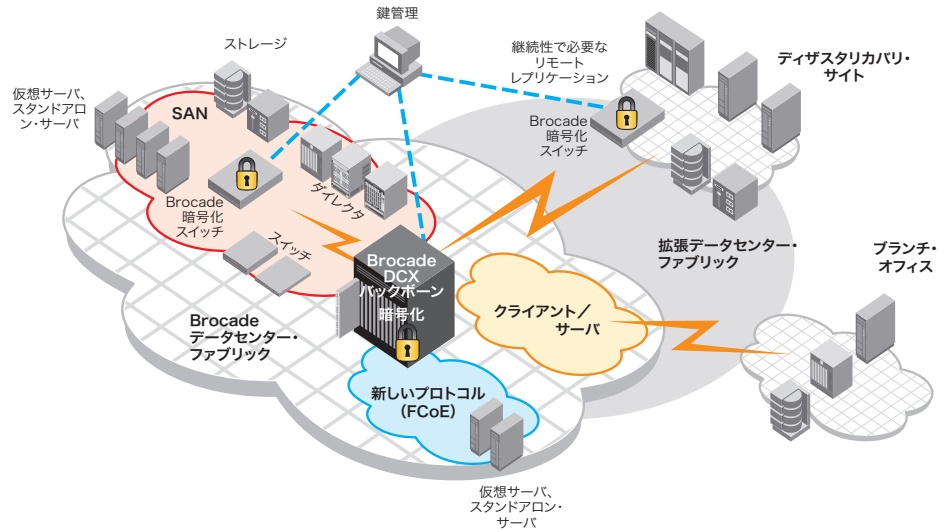 鍵管理
ストレージ
継続性で必要な
リモート
レプリケーション
ディザスタリカバリ・
サイト
仮想サーバ、
スタンドアロ
ン・サーバ
SAN
Brocade
暗号化
スイッチ
ダイレクタ
Brocade
暗号化
スイッチ
スイッチ
Brocade
DCX
バックボーン
暗号化
拡張データセンター・
ファブリック
ブランチ・
オフィス
クライアント／
サーバ
Brocade
データセンター・
ファブリック
新しいプロトコル
（FCoE）
仮想サーバ、
スタンドアロン・
サーバ